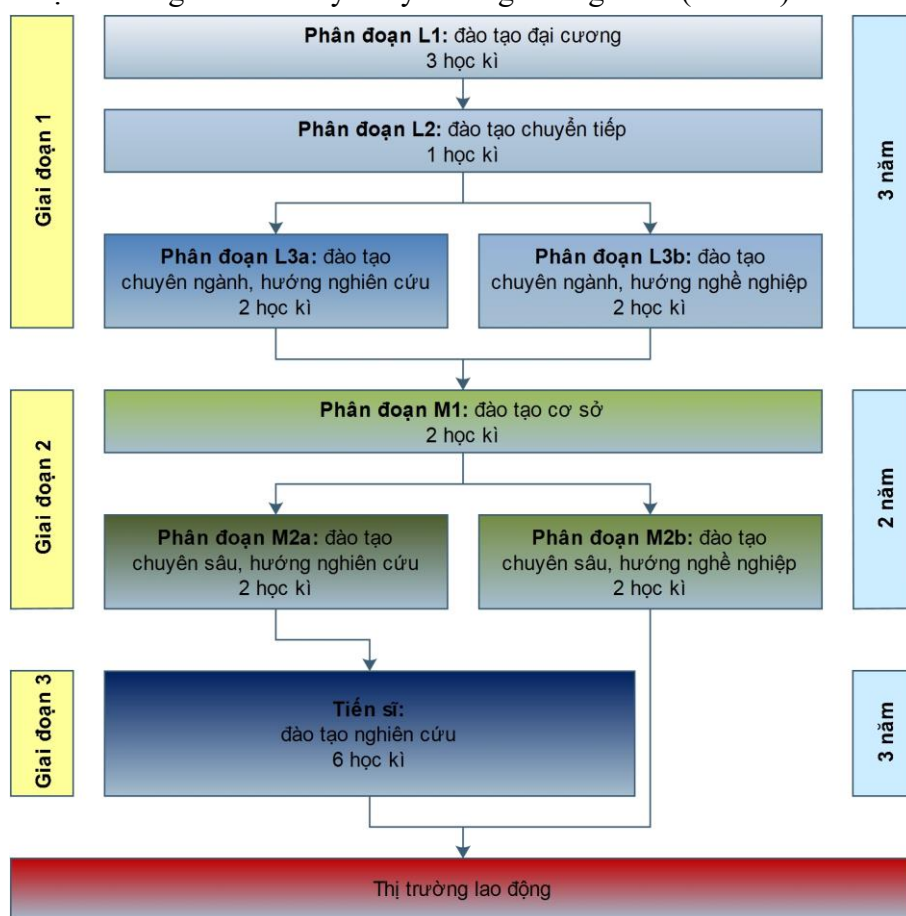 Phân đoạn L1: đào tạo đại cương
3 học kì
Giai đoạn 1
3 năm
Phân đoạn L2: đào tạo chuyển tiếp
1 học kì
Phân đoạn L3a: đào tạo
chuyên ngành, hướng nghiên cứu
2 học kì
Phân đoạn L3b: đào tạo
chuyên ngành, hướng nghề nghiệp
2 học kì
Giai đoạn 2
2 năm
Phân đoạn M1: đào tạo cơ sở
2 học kì
Phân đoạn M2a: đào tạo
chuyên sâu, hướng nghiên cứu
2 học kì
Phân đoạn M2b: đào tạo
chuyên sâu, hướng nghề nghiệp
2 học kì
Giai đoạn 3
3 năm
Tiến sĩ:
đào tạo nghiên cứu
6 học kì
Thị trường lao động